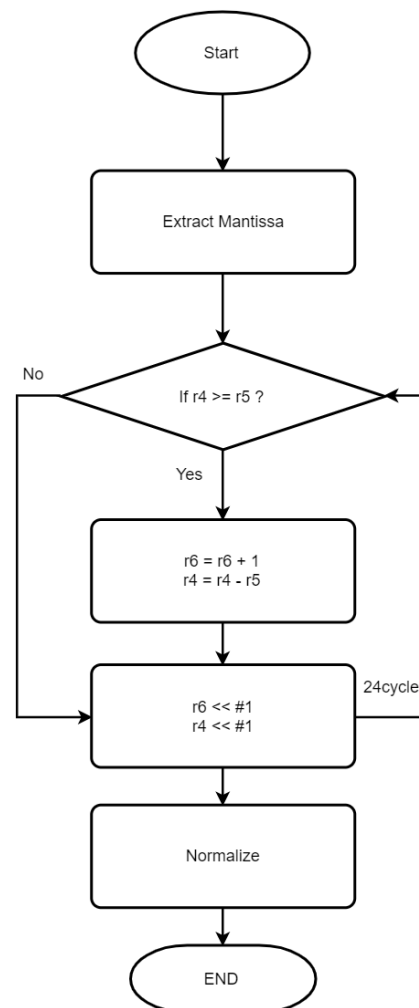 Start
Extract Mantissa
No
If r4 >= r5 ?
Yes
r6 = r6 + 1
r4 = r4 - r5
24cycle
r6 << #1
r4 << #1
Normalize
END